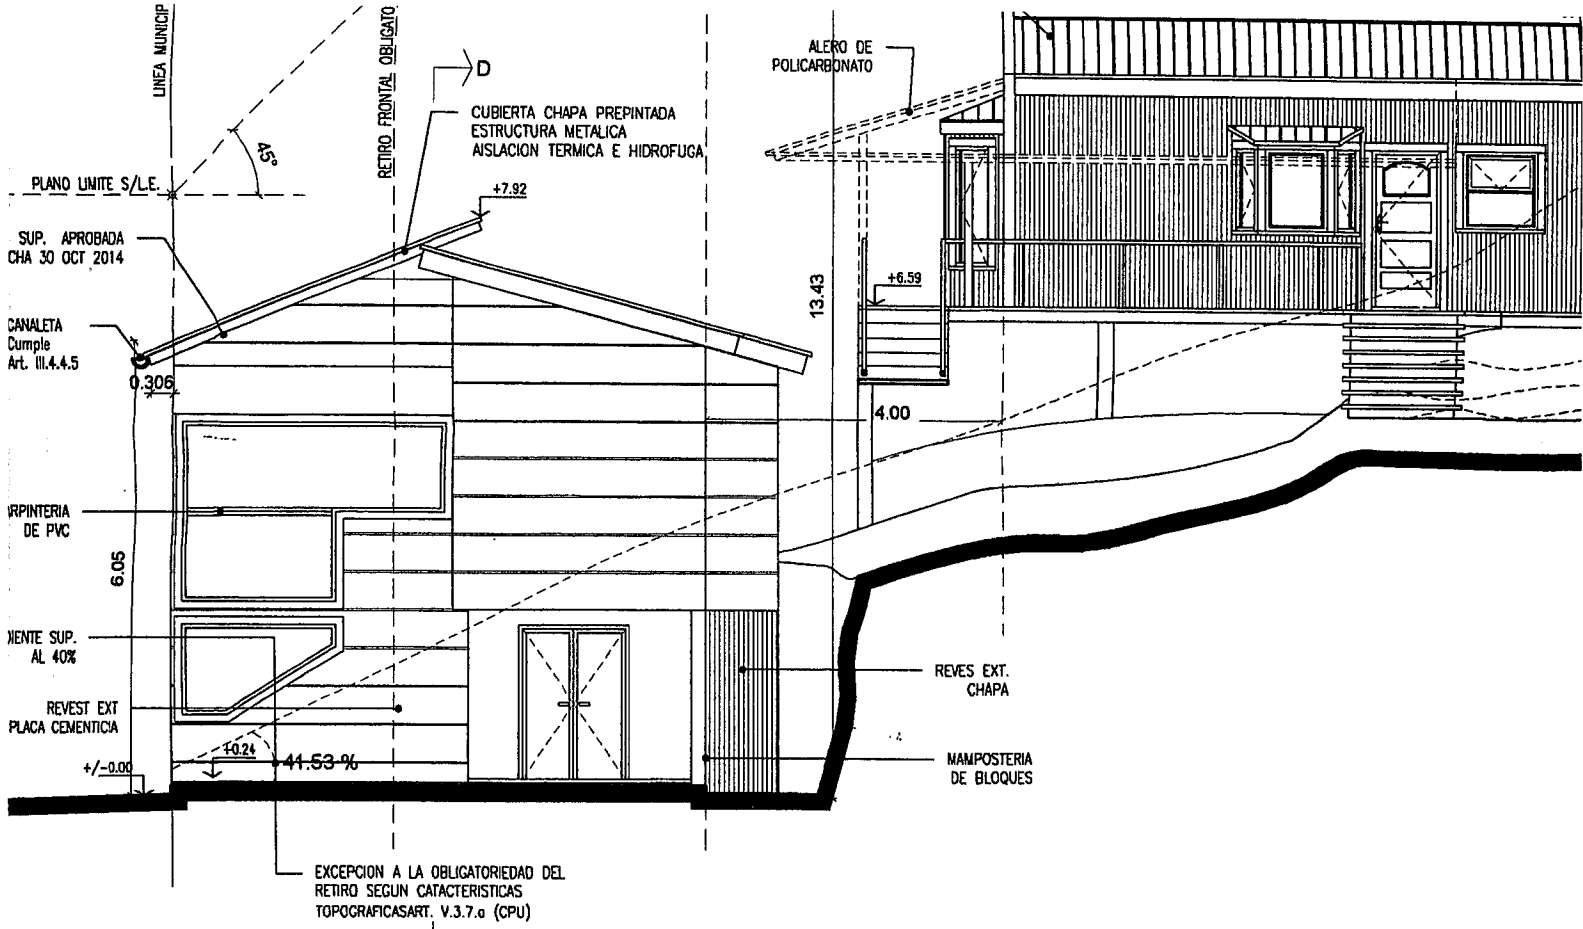 LINEA MUNICIP
RETIRO FRONTAL OBLIGATO
45°
D
CUBIERTA CHAPA PREPINTADA
ESTRUCTURA METALICA
AISLACION TERMICA E HIDROFUGA
ALERO DE
POLICARBONATO
PLANO LIMITE S/L.E.
+7.92
SUP. APROBADA
CHA 30 OCT 2014
CANALETA
Cumple
Art. III.4.4.5
0.306
+6.59
13.43
4.00
ARPINTERIA
DE PVC
6.05
DIENTE SUP.
AL 40%
REVEST EXT
PLACA CEMENTICIA
REVES EXT.
CHAPA
MAMPOSTERIA
DE BLOQUES
+/-0.00
+0.24
41.53 %
EXCEPCION A LA OBLIGATORIEDAD DEL
RETIRO SEGUN CATACTERISTICAS
TOPOGRAFICASART. V.3.7.a (CPU)